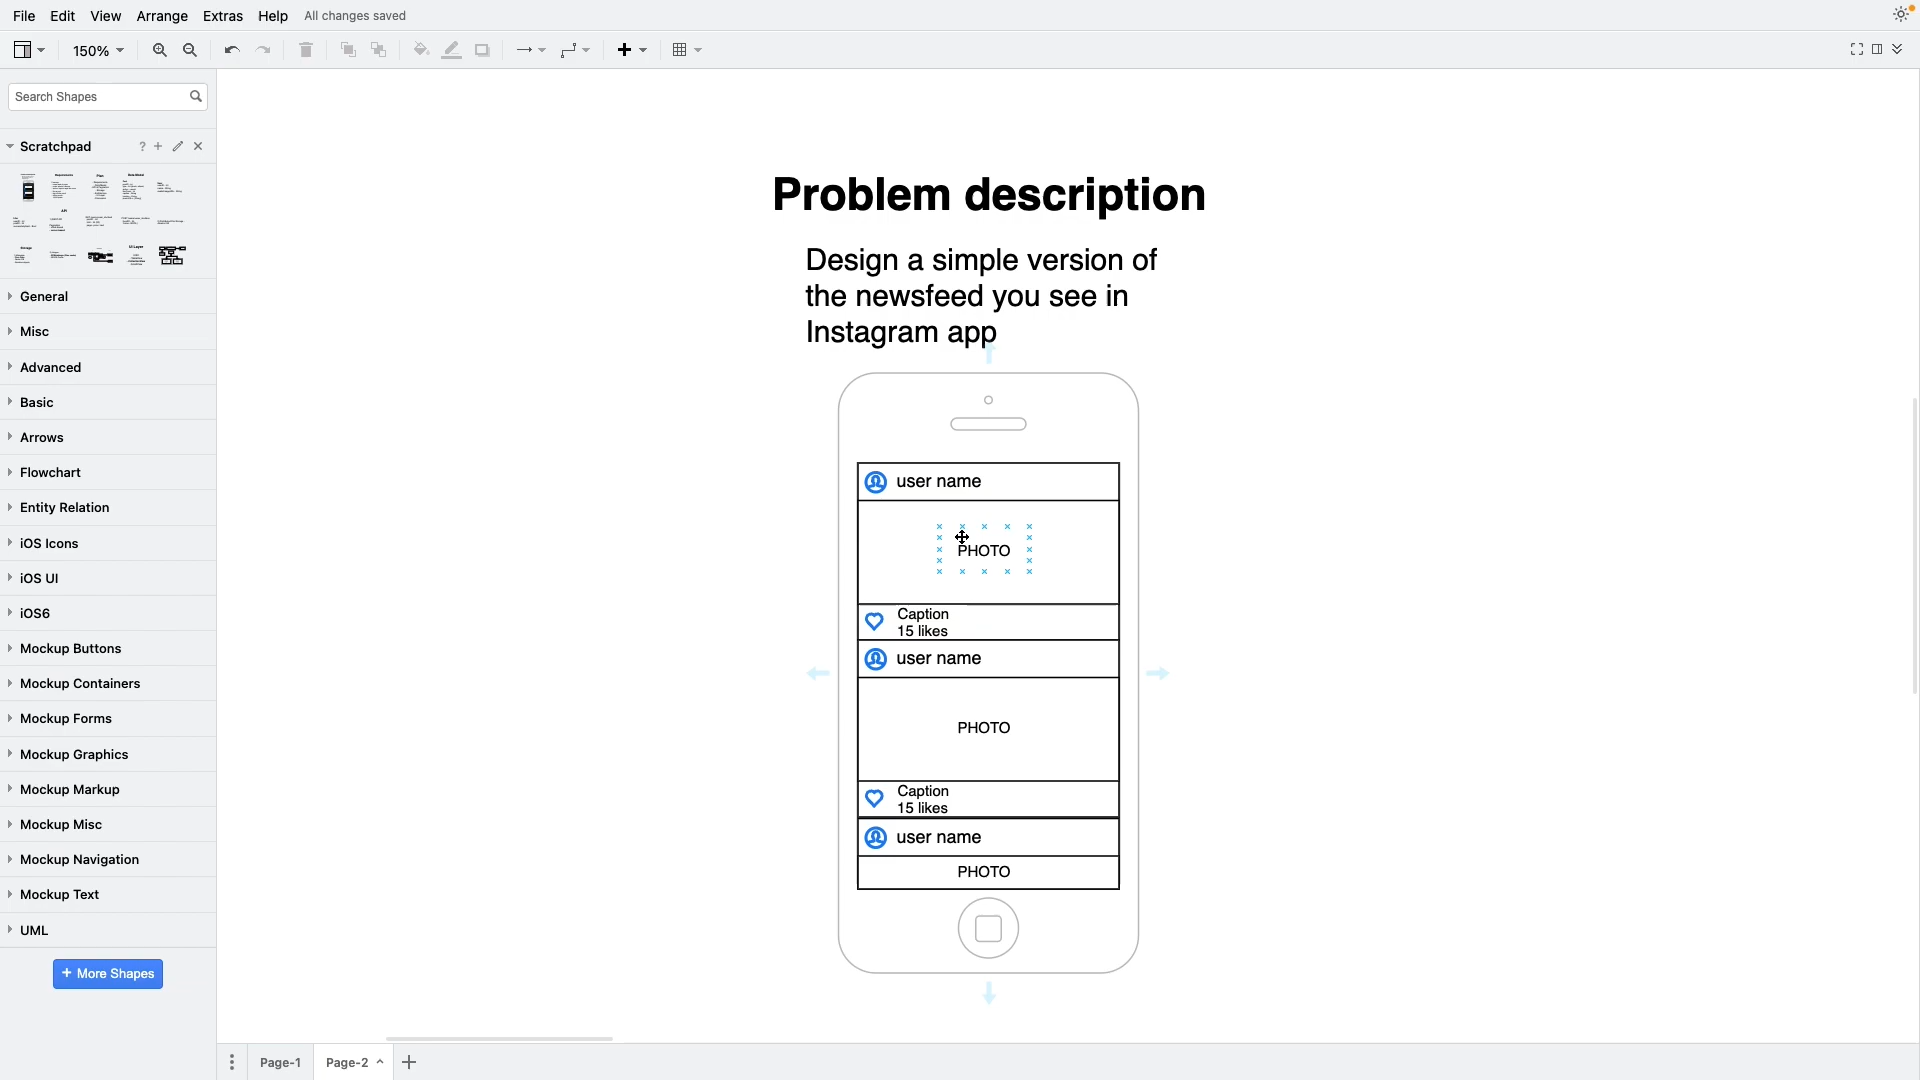 File Edit View Arrange Extras Help All changes saved
150%
Search Shapes
Scratchpad ? + ×
General
Misc
Advanced
Basic
Arrows
Flowchart
Entity Relation
iOS Icons
iOS UI
iOS6
Mockup Buttons
Mockup Containers
Mockup Forms
Mockup Graphics
Mockup Markup
Mockup Misc
Mockup Navigation
Mockup Text
UML
+ More Shapes
Problem description
Design a simple version of
the newsfeed you see in
Instagram app
user name
PHOTO
Caption
15 likes
user name
PHOTO
Caption
15 likes
user name
PHOTO
Page-1 Page-2